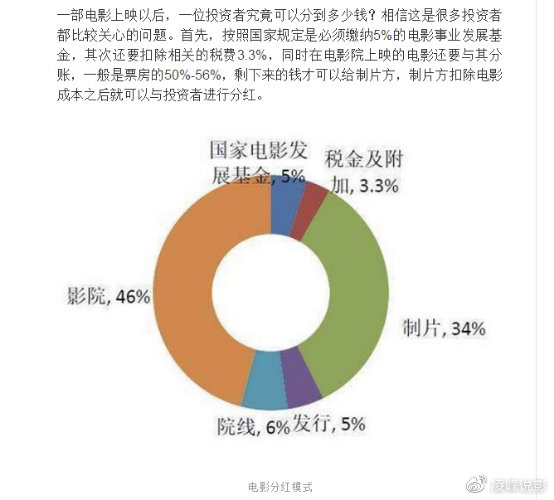 一部电影上映以后，一位投资者究竟可以分到多少钱？相信这是很多投资者
都比较关心的问题。首先，按照国家规定是必须缴纳5%的电影事业发展基
金，其次还要扣除相关的税费3.3%，同时在电影院上映的电影还要与其分
账，一般是票房的50%-56%，剩下来的钱才可以给制片方，制片方扣除电影
成本之后就可以与投资者进行分红。
国家电影发
展基金, 5%
税金及附
加, 3.3%
影院, 46%
制片, 34%
院线, 6%
发行, 5%
电影分红模式